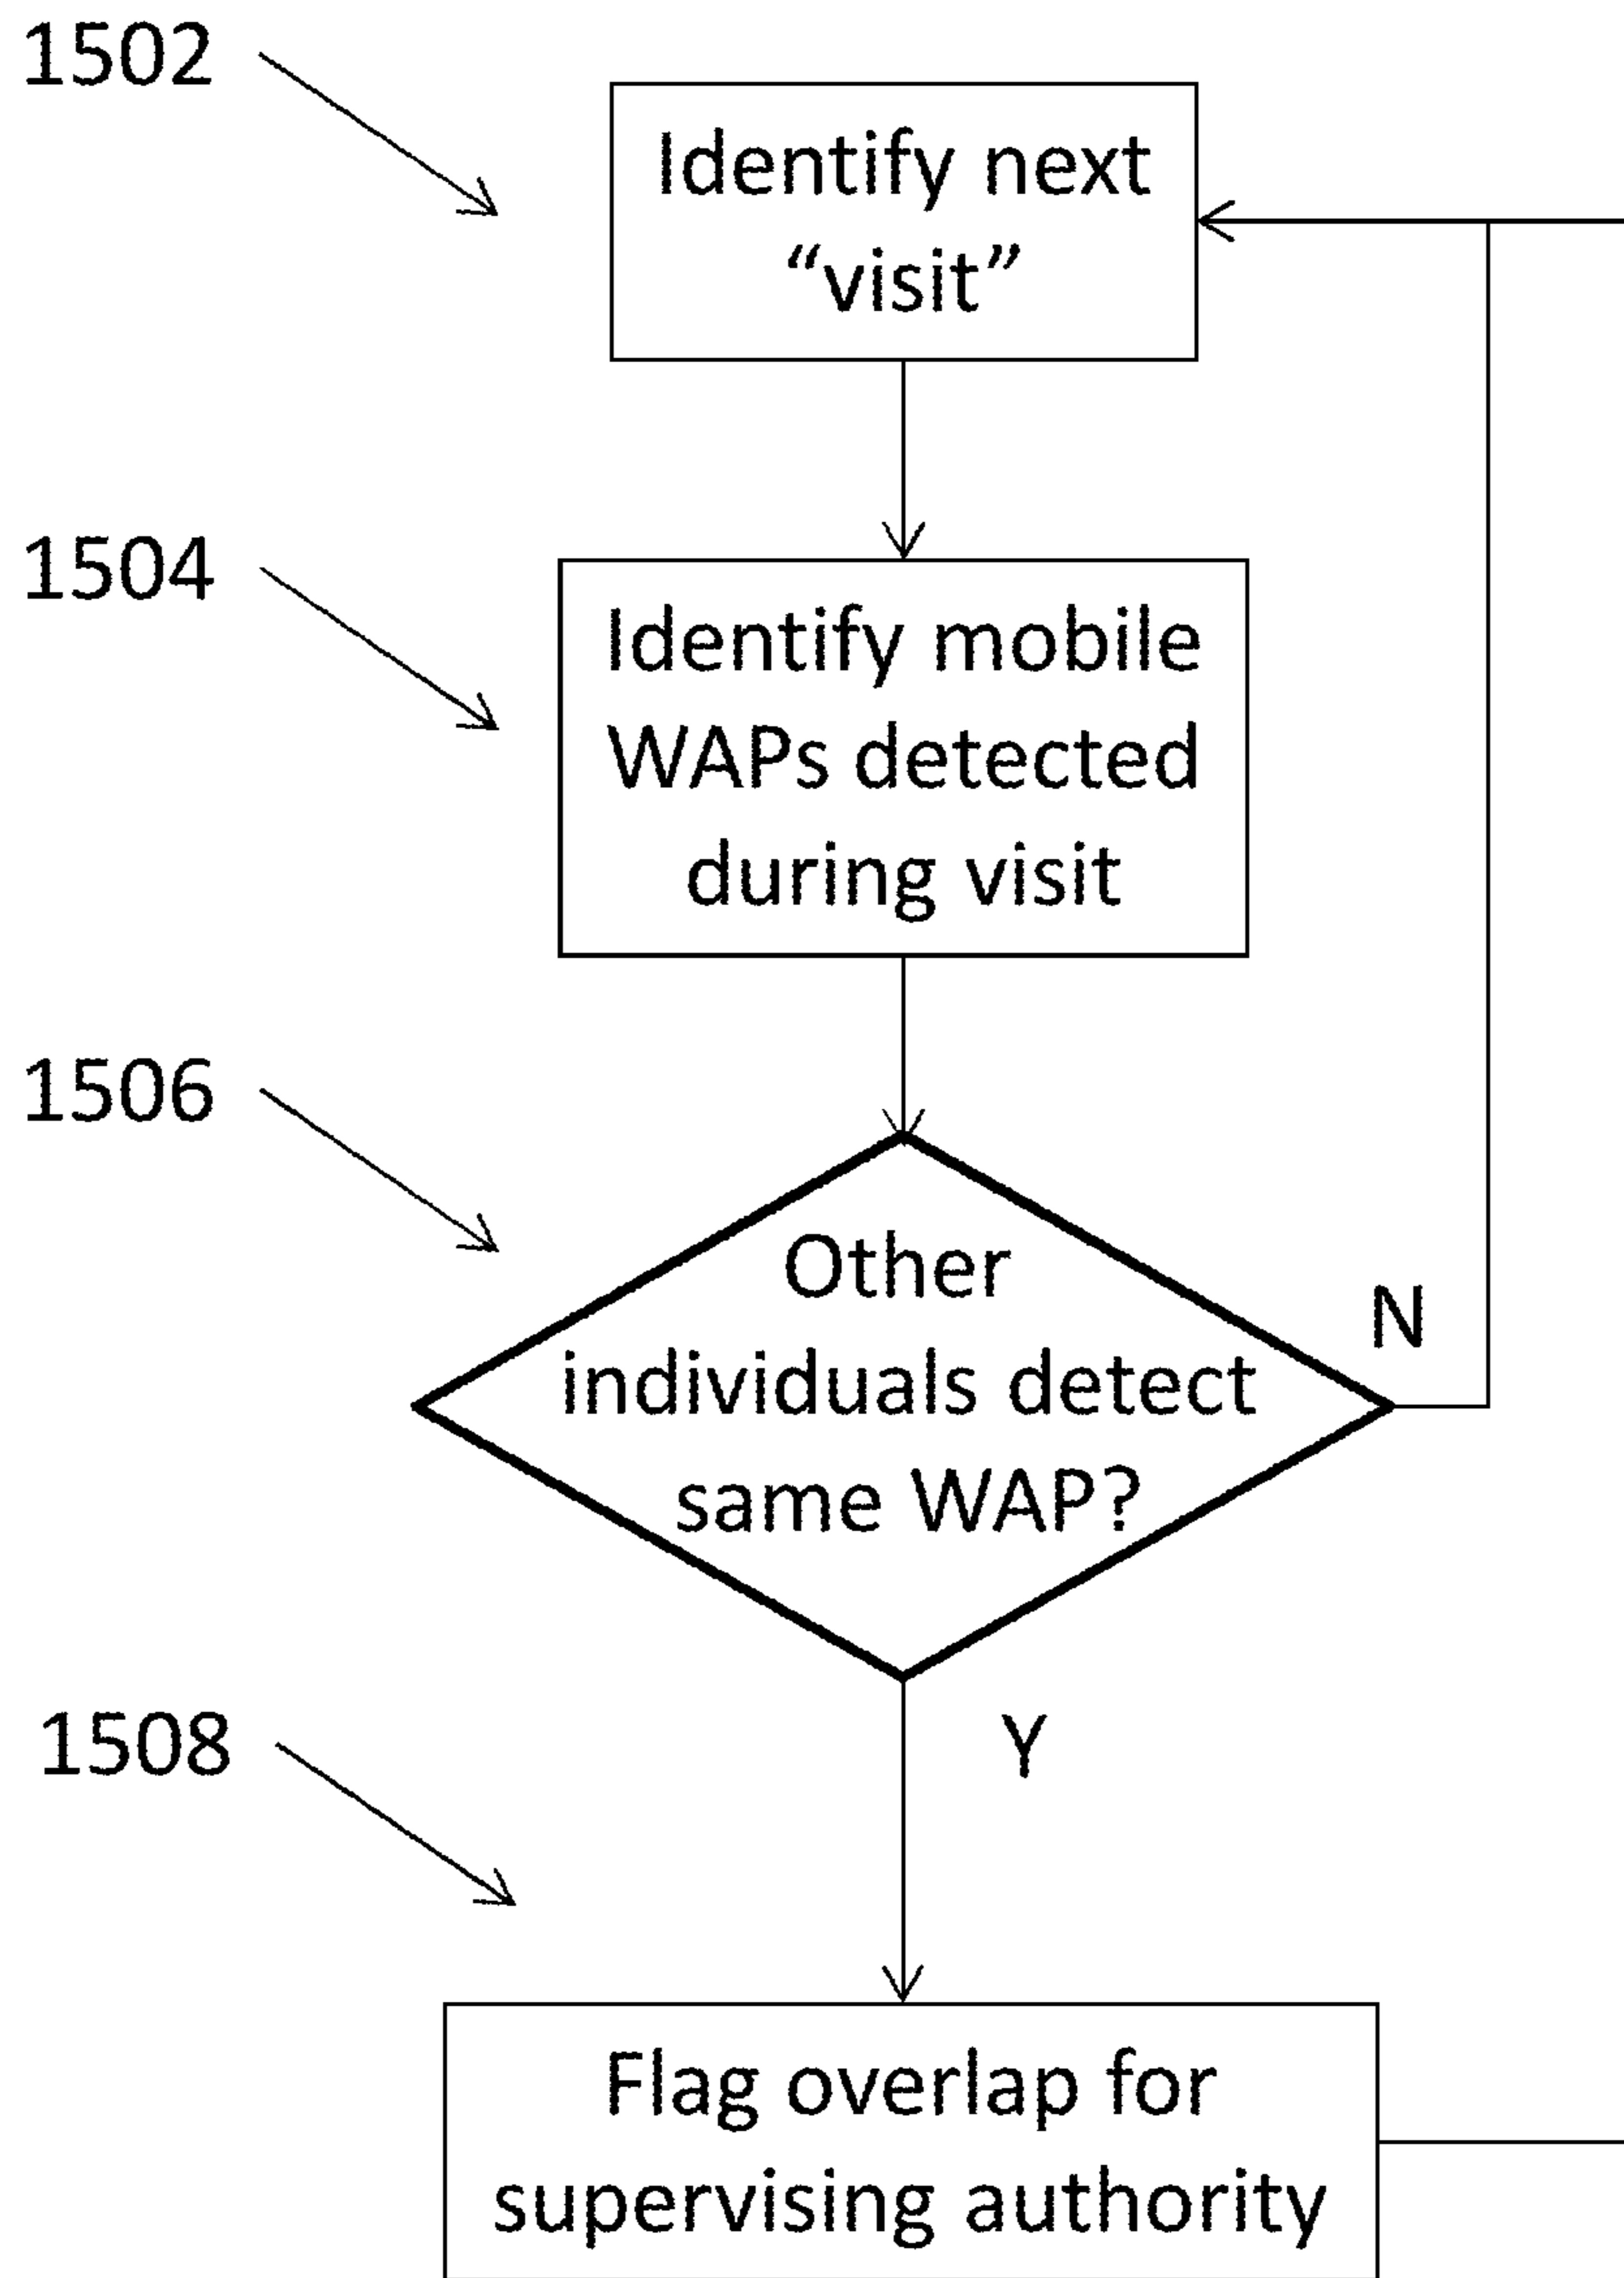 1502
Identify next
“visit”
1504
Identify mobile
WAPs detected
during visit
1506
Other
individuals detect
same WAP?
N
1508
Y
Flag overlap for
supervising authority